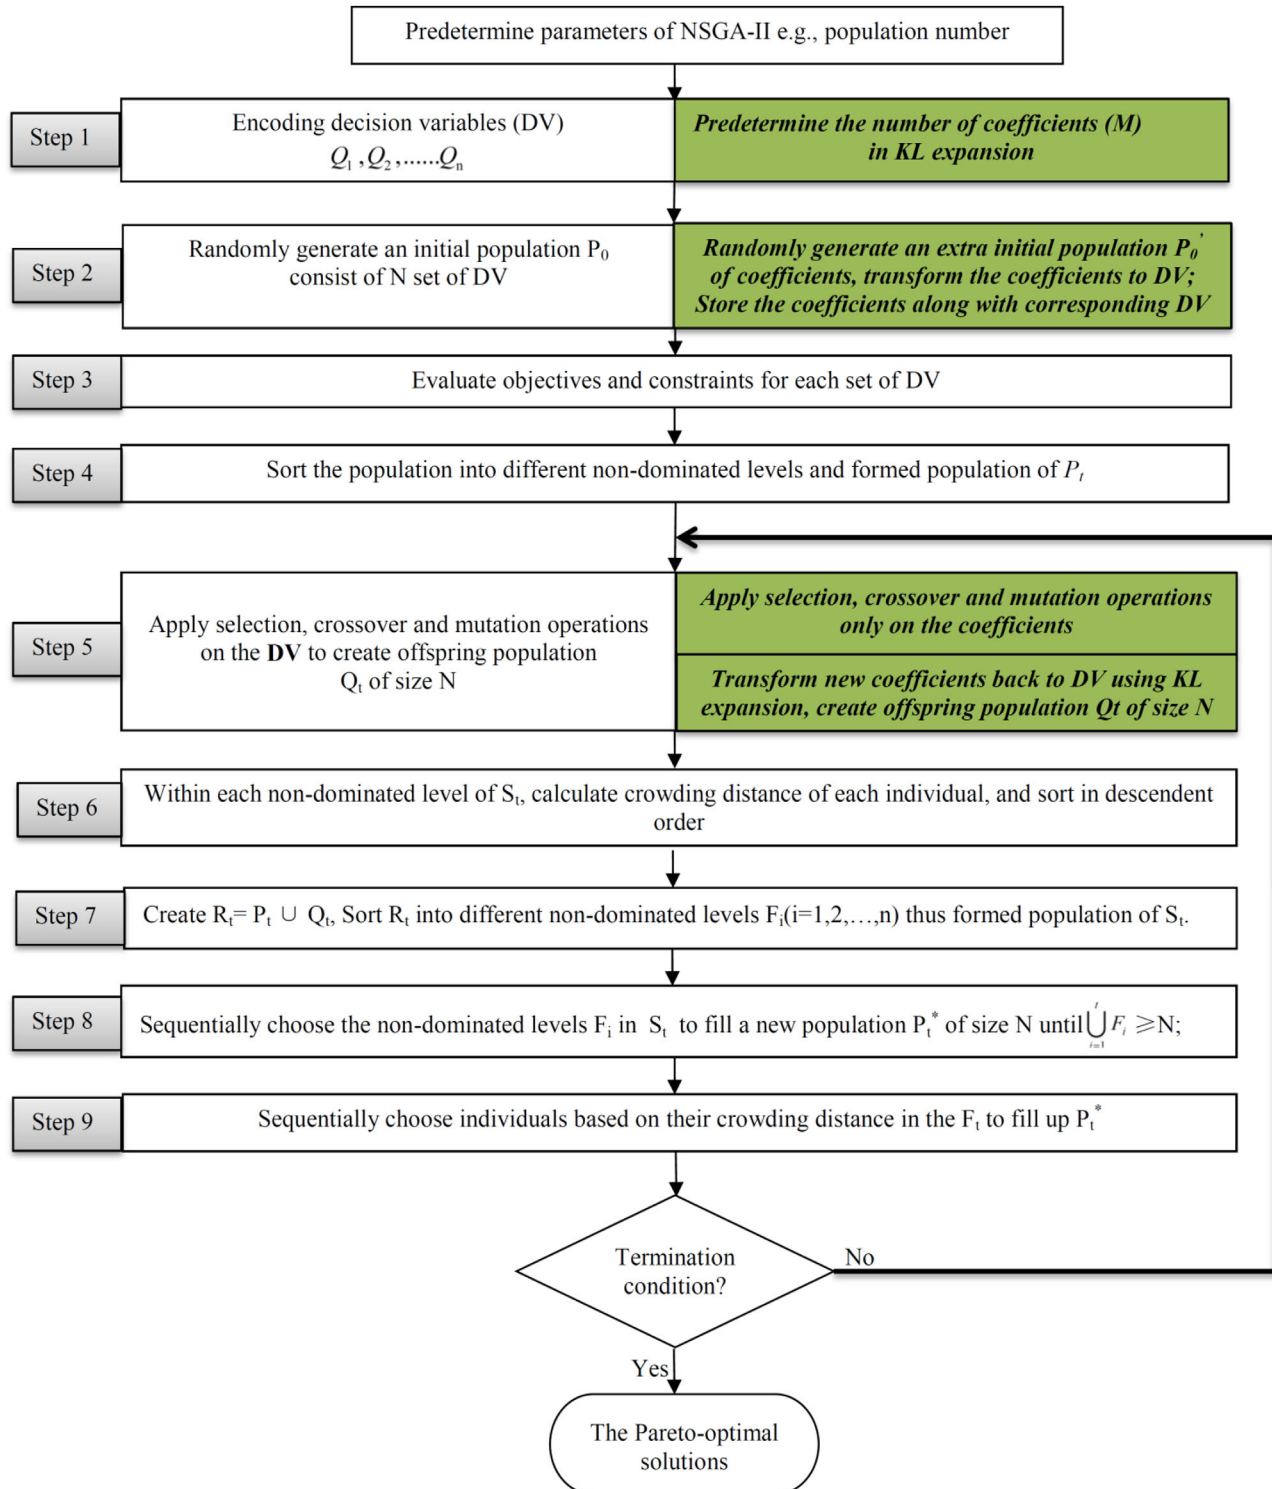 Predetermine parameters of NSGA-II e.g., population number
Step 1
Encoding decision variables (DV)
Q₁ ,Q₂ ,......Qₙ
Predetermine the number of coefficients (M)
in KL expansion
Step 2
Randomly generate an initial population P₀
consist of N set of DV
Randomly generate an extra initial population P₀'
of coefficients, transform the coefficients to DV;
Store the coefficients along with corresponding DV
Step 3
Evaluate objectives and constraints for each set of DV
Step 4
Sort the population into different non-dominated levels and formed population of Pₜ
Step 5
Apply selection, crossover and mutation operations
on the DV to create offspring population
Qₜ of size N
Apply selection, crossover and mutation operations
only on the coefficients
Transform new coefficients back to DV using KL
expansion, create offspring population Qt of size N
Step 6
Within each non-dominated level of Sₜ, calculate crowding distance of each individual, and sort in descendent
order
Step 7
Create Rₜ= Pₜ ∪ Qₜ, Sort Rₜ into different non-dominated levels Fᵢ(i=1,2,…,n) thus formed population of Sₜ.
Step 8
Sequentially choose the non-dominated levels Fᵢ in Sₜ to fill a new population Pₜ* of size N until ⋃ᵢ₌₁ᵗ Fᵢ ⩾N;
Step 9
Sequentially choose individuals based on their crowding distance in the Fₜ to fill up Pₜ*
Termination
condition?
No
Yes
The Pareto-optimal
solutions